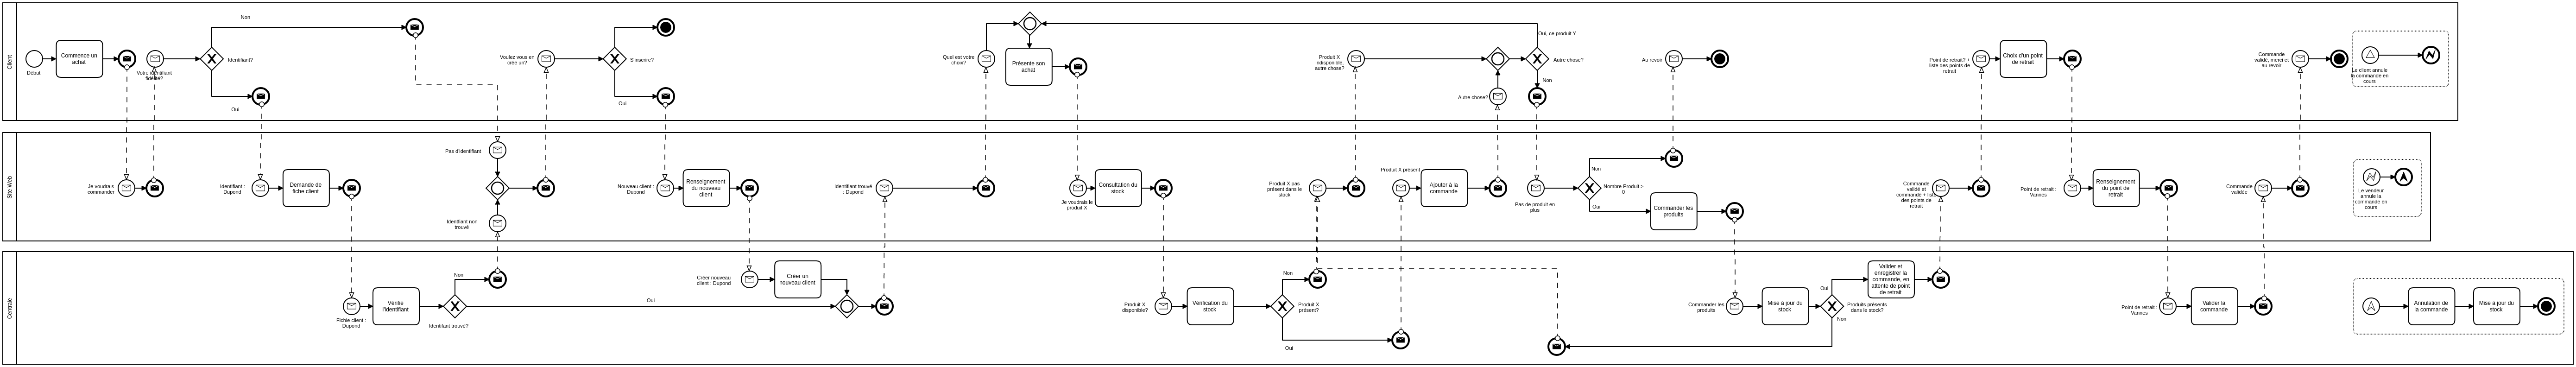 Client
Début
Commence un
achat
Votre identifiant
fidélité?
Non
Identifiant?
Oui
Voulez vous en
crée un?
S'inscrire?
Oui
Quel est votre
choix?
Présente son
achat
Produit X
indisponible,
autre chose?
Autre chose?
Oui, ce produit Y
Autre chose?
Non
Au revoir
Point de retrait? +
liste des points de
retrait
Choix d'un point
de retrait
Commande
validé, merci et
au revoir
Le client annule
la commande en
cours
Site Web
Je voudrais
commander
Identifiant :
Dupond
Demande de
fiche client
Pas d'identifiant
Identifiant non
trouvé
Nouveau client :
Dupond
Renseignement
du nouveau
client
Identifiant trouvé
: Dupond
Je voudrais le
produit X
Consultation du
stock
Produit X pas
présent dans le
stock
Produit X présent
Ajouter à la
commande
Pas de produit en
plus
Non
Nombre Produit >
0
Oui
Commander les
produits
Commande
validé et
commande + liste
des points de
retrait
Point de retrait :
Vannes
Renseignement
du point de
retrait
Commande
validée
Le vendeur
annule la
commande en
cours
Centrale
Fichie client :
Dupond
Vérifie
l'identifiant
Non
Identifant trouvé?
Oui
Créer nouveau
client : Dupond
Créer un
nouveau client
Produit X
disponible?
Vérification du
stock
Non
Produit X
présent?
Oui
Commander les
produits
Mise à jour du
stock
Oui
Produits présents
dans le stock?
Non
Valider et
enregistrer la
commande, en
attente de point
de retrait
Point de retrait :
Vannes
Valider la
commande
Annulation de
la commande
Mise à jour du
stock